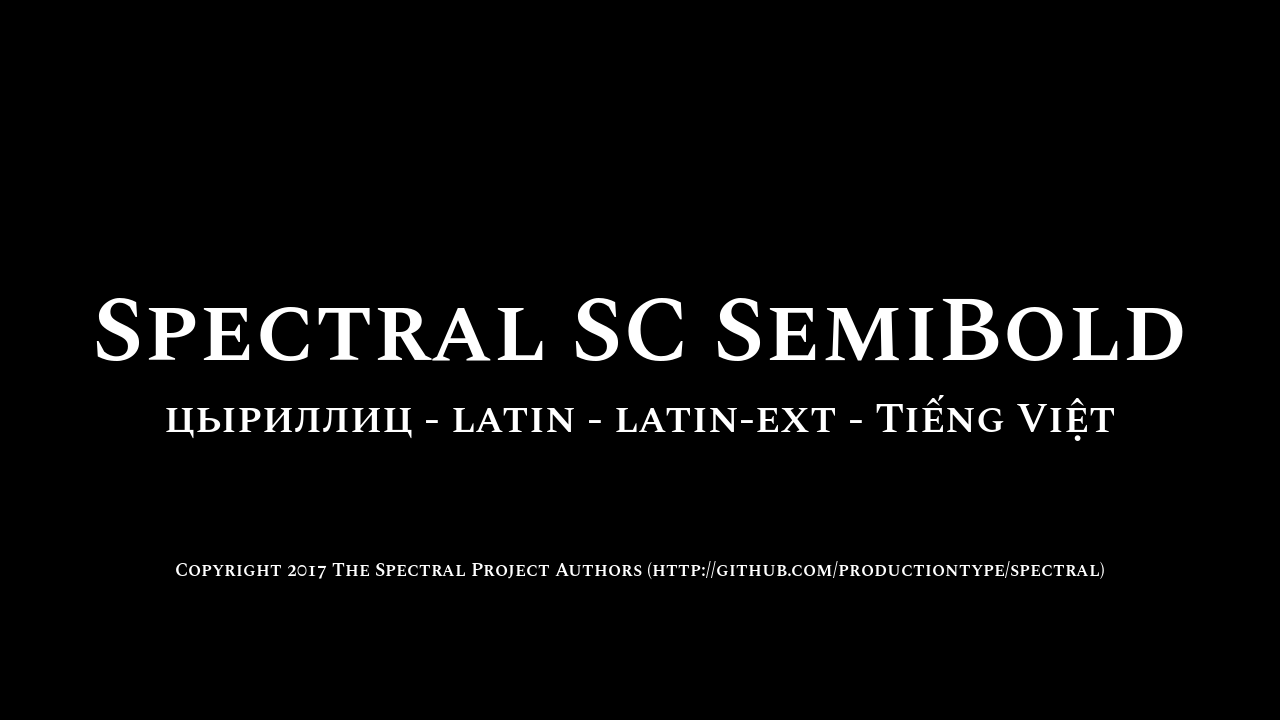 Spectral SC SemiBold
цыриллиц - latin - latin-ext - Tiếng Việt
Copyright 2017 The Spectral Project Authors (http://github.com/productiontype/spectral)